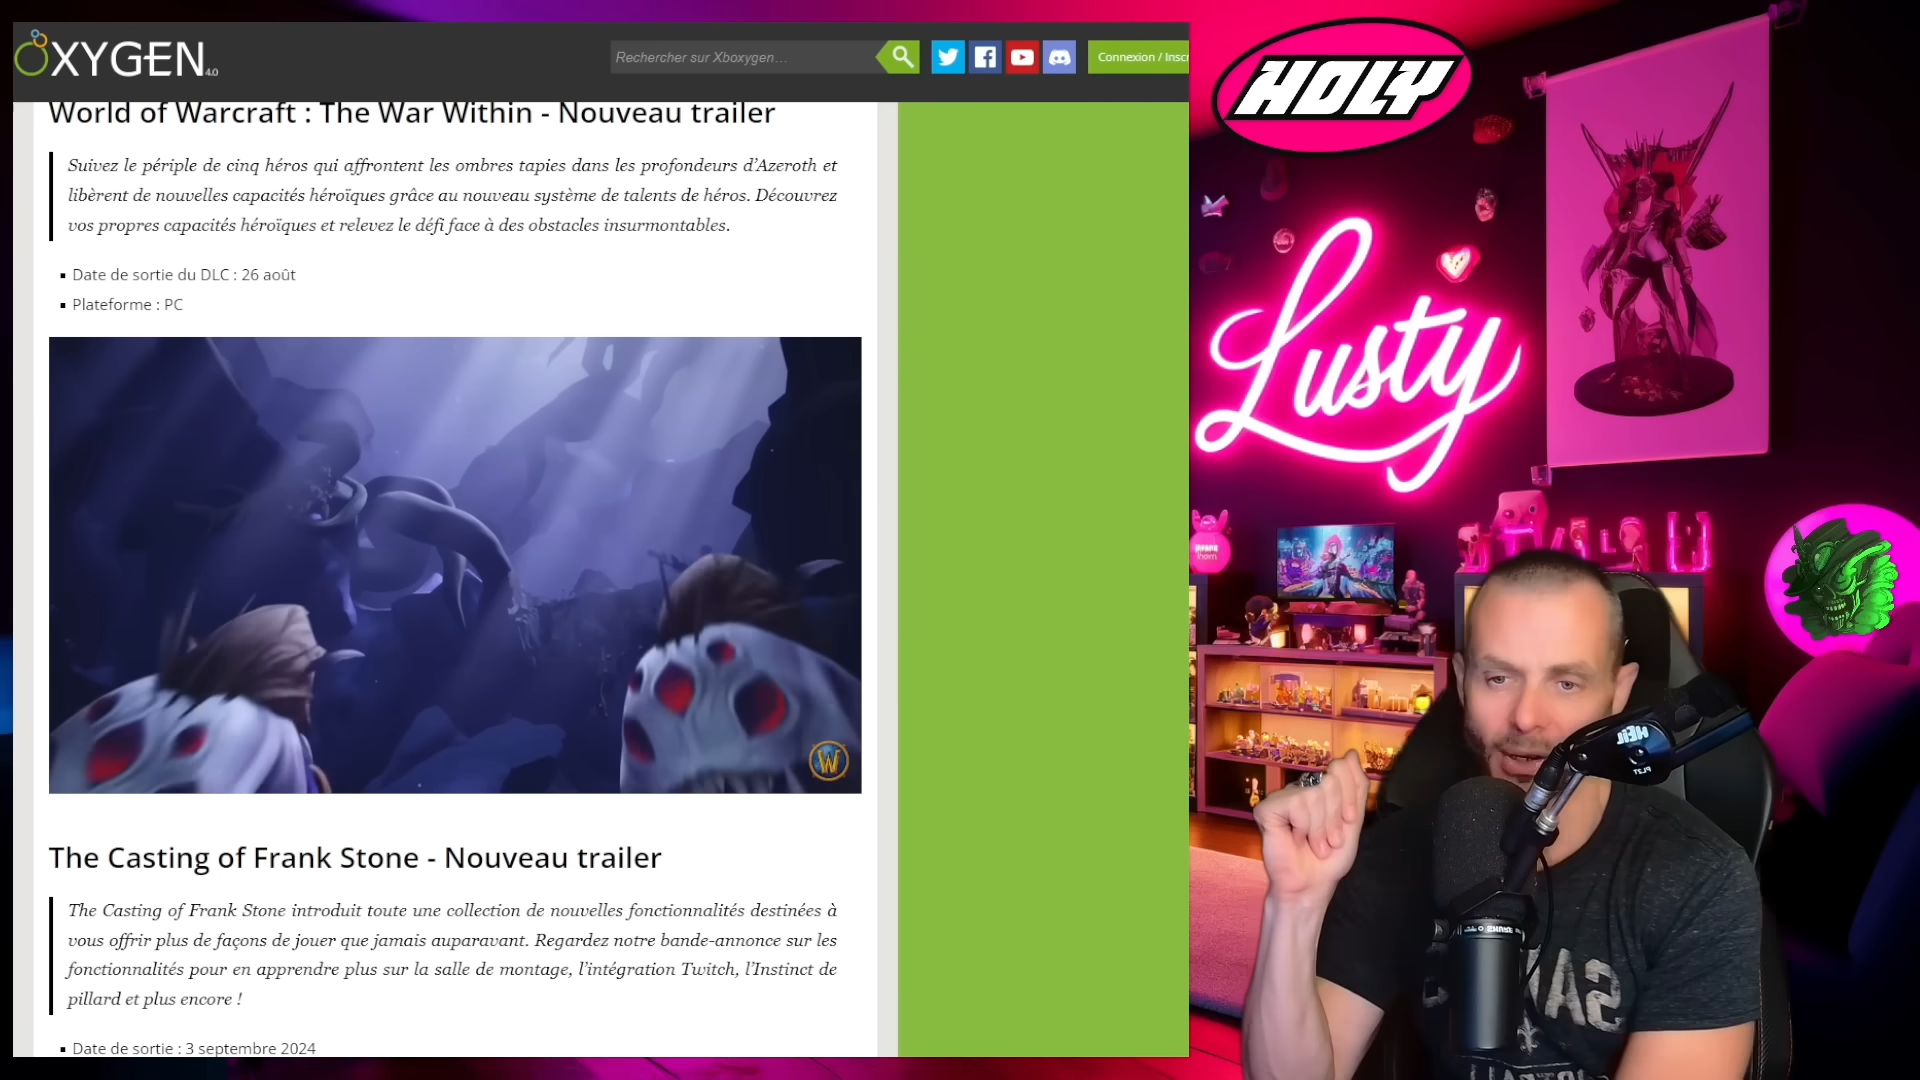 OXYGEN 4.0
Rechercher sur Xboxygen…
Connexion / Inscr
World of Warcraft : The War Within - Nouveau trailer
Suivez le périple de cinq héros qui affrontent les ombres tapies dans les profondeurs d'Azeroth et
libèrent de nouvelles capacités héroïques grâce au nouveau système de talents de héros. Découvrez
vos propres capacités héroïques et relevez le défi face à des obstacles insurmontables.
Date de sortie du DLC : 26 août
Plateforme : PC
W
The Casting of Frank Stone - Nouveau trailer
The Casting of Frank Stone introduit toute une collection de nouvelles fonctionnalités destinées à
vous offrir plus de façons de jouer que jamais auparavant. Regardez notre bande-annonce sur les
fonctionnalités pour en apprendre plus sur la salle de montage, l'intégration Twitch, l'Instinct de
pillard et plus encore !
Date de sortie : 3 septembre 2024
HOLY
Lusty
HEiL
PL2T
SA